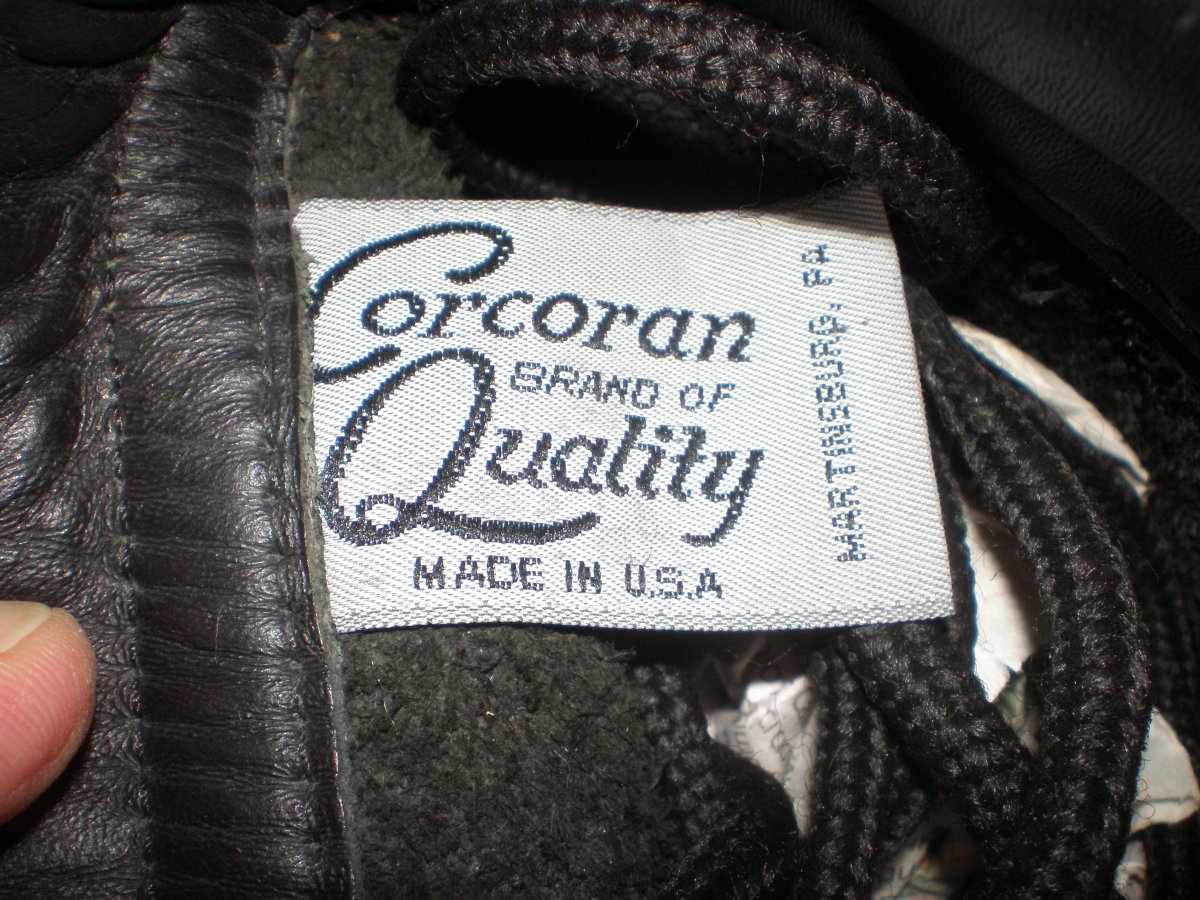 Corcoran
BRAND OF
Quality
MADE IN U.S.A
MARTINSBURG, PA